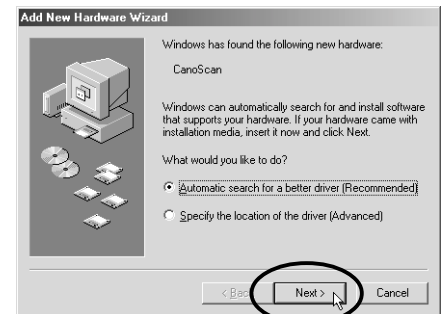 Add New Hardware Wizard
Windows has found the following new hardware:
CanoScan
Windows can automatically search for and install software
that supports your hardware. If your hardware came with
installation media, insert it now and click Next.
What would you like to do?
Automatic search for a better driver (Recommended)
Specify the location of the driver (Advanced)
< Bac
Next >
Cancel